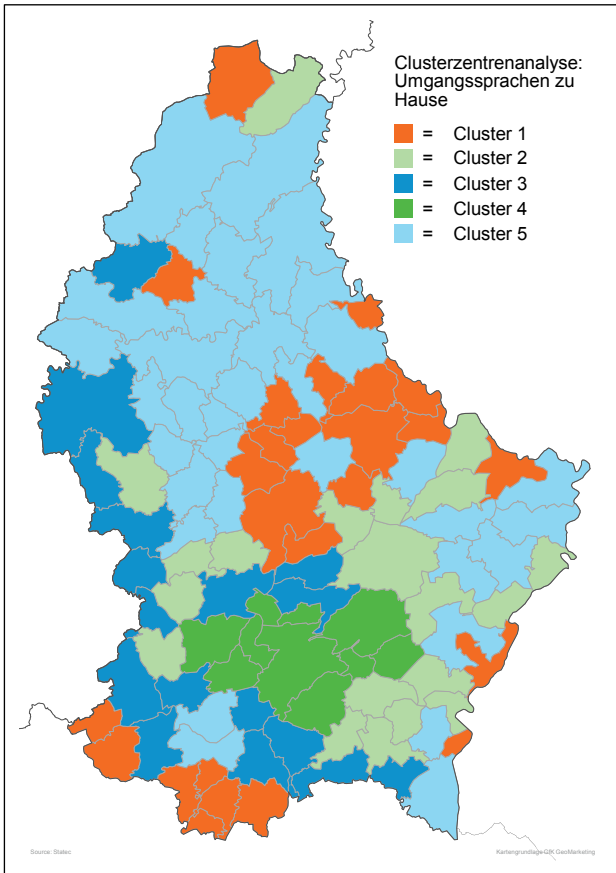 Clusterzentrenanalyse:
Umgangssprachen zu
Hause
= Cluster 1
= Cluster 2
= Cluster 3
= Cluster 4
= Cluster 5
Source: Statec
Kartengrundlage GfK GeoMarketing